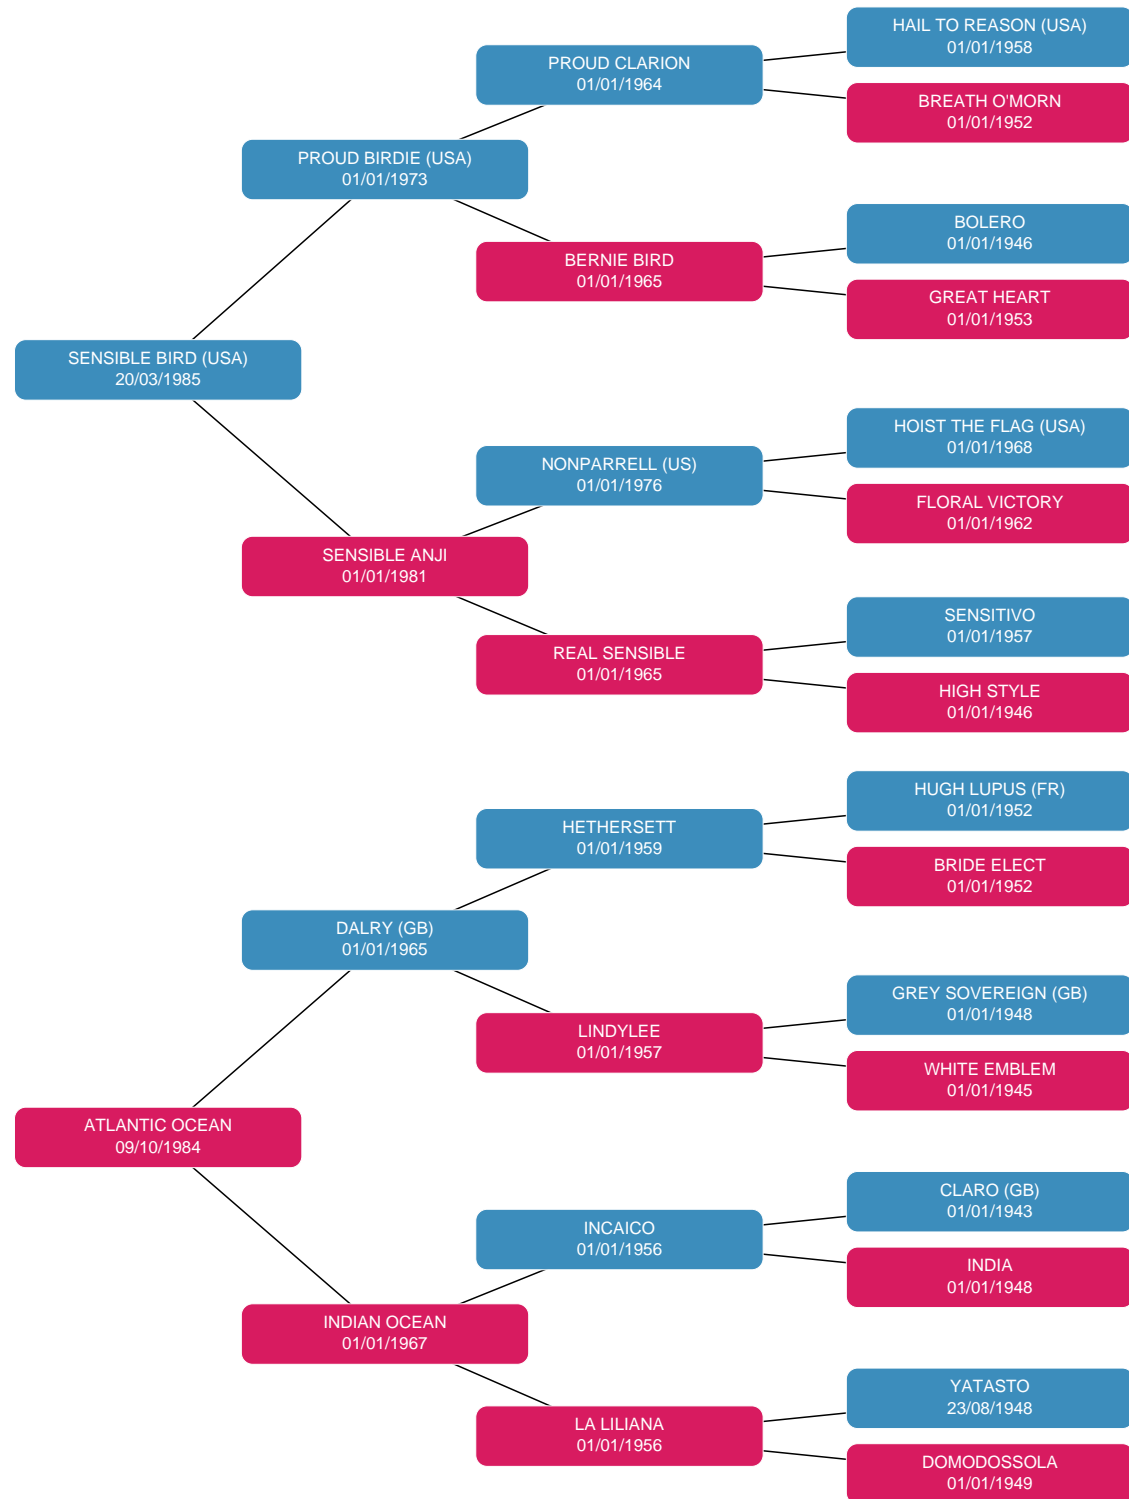 HAIL TO REASON (USA)
01/01/1958
PROUD CLARION
01/01/1964
BREATH O'MORN
01/01/1952
PROUD BIRDIE (USA)
01/01/1973
BOLERO
01/01/1946
BERNIE BIRD
01/01/1965
GREAT HEART
01/01/1953
SENSIBLE BIRD (USA)
20/03/1985
HOIST THE FLAG (USA)
01/01/1968
NONPARRELL (US)
01/01/1976
FLORAL VICTORY
01/01/1962
SENSIBLE ANJI
01/01/1981
SENSITIVO
01/01/1957
REAL SENSIBLE
01/01/1965
HIGH STYLE
01/01/1946
HUGH LUPUS (FR)
01/01/1952
HETHERSETT
01/01/1959
BRIDE ELECT
01/01/1952
DALRY (GB)
01/01/1965
GREY SOVEREIGN (GB)
01/01/1948
LINDYLEE
01/01/1957
WHITE EMBLEM
01/01/1945
ATLANTIC OCEAN
09/10/1984
CLARO (GB)
01/01/1943
INCAICO
01/01/1956
INDIA
01/01/1948
INDIAN OCEAN
01/01/1967
YATASTO
23/08/1948
LA LILIANA
01/01/1956
DOMODOSSOLA
01/01/1949